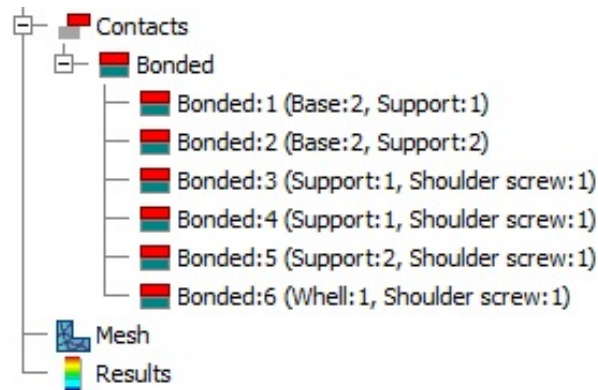 Contacts
Bonded
Bonded:1 (Base:2, Support:1)
Bonded:2 (Base:2, Support:2)
Bonded:3 (Support:1, Shoulder screw:1)
Bonded:4 (Support:1, Shoulder screw:1)
Bonded:5 (Support:2, Shoulder screw:1)
Bonded:6 (Whell:1, Shoulder screw:1)
Mesh
Results